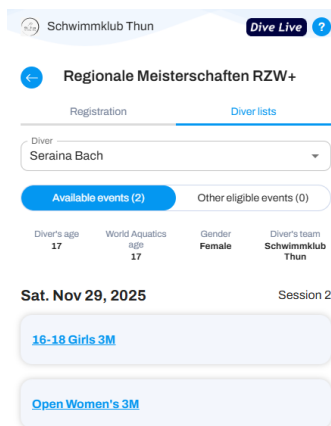 Schwimmklub Thun
Dive Live ?
Regionale Meisterschaften RZW+
Registration Diver lists
Diver
Seraina Bach
Available events (2) Other eligible events (0)
Diver's age World Aquatics age Gender Diver's team
17 17 Female Schwimmklub Thun
Sat. Nov 29, 2025 Session 2
16-18 Girls 3M
Open Women's 3M